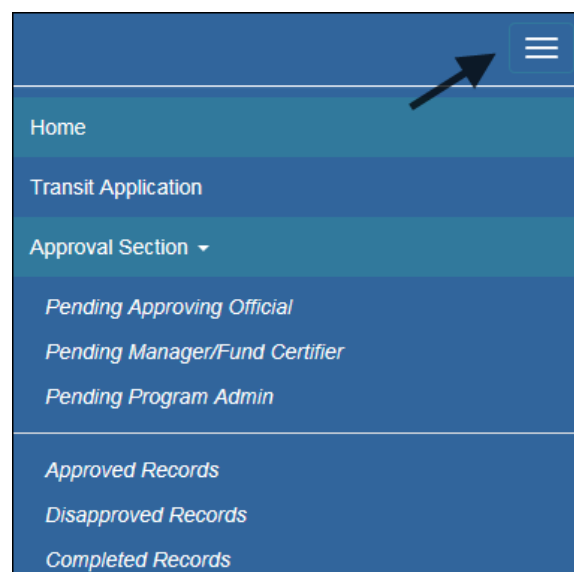 Home
Transit Application
Approval Section
Pending Approving Official
Pending Manager/Fund Certifier
Pending Program Admin
Approved Records
Disapproved Records
Completed Records